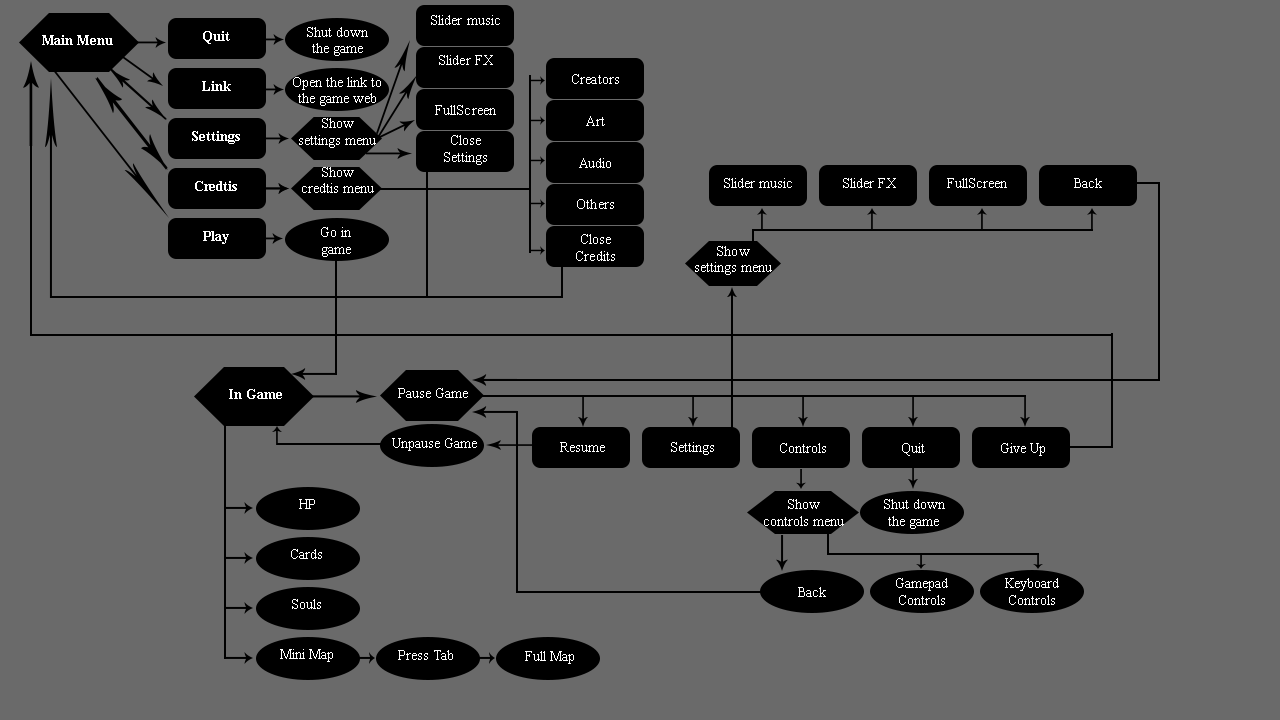 Main Menu
Quit
Shut down
the game
Link
Open the link to
the game web
Settings
Show
settings menu
Credtis
Show
credtis menu
Play
Go in
game
Slider music
Slider FX
FullScreen
Close
Settings
Creators
Art
Audio
Others
Close
Credits
Slider music
Slider FX
FullScreen
Back
Show
settings menu
In Game
Pause Game
Unpause Game
Resume
Settings
Controls
Quit
Give Up
Show
controls menu
Shut down
the game
Back
Gamepad
Controls
Keyboard
Controls
HP
Cards
Souls
Mini Map
Press Tab
Full Map